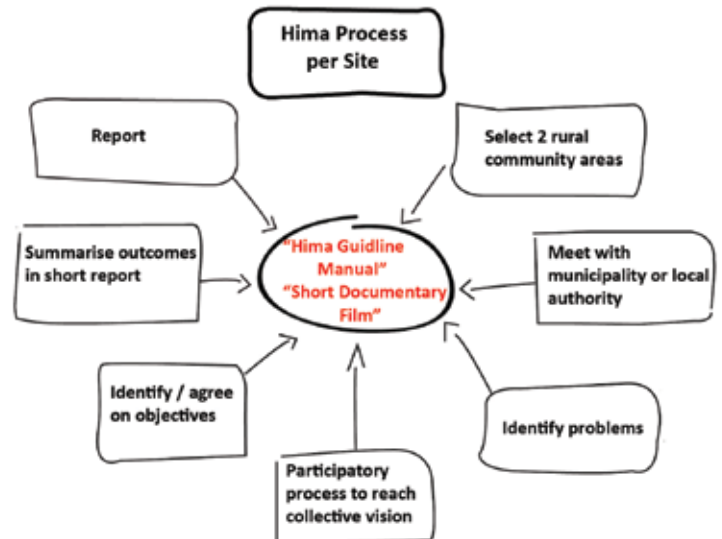 Hima Process
per Site
Report
Select 2 rural
community areas
Summarise outcomes
in short report
"Hima Guidline
Manual"
"Short Documentary
Film"
Meet with
municipality or local
authority
Identify / agree
on objectives
Identify problems
Participatory
process to reach
collective vision